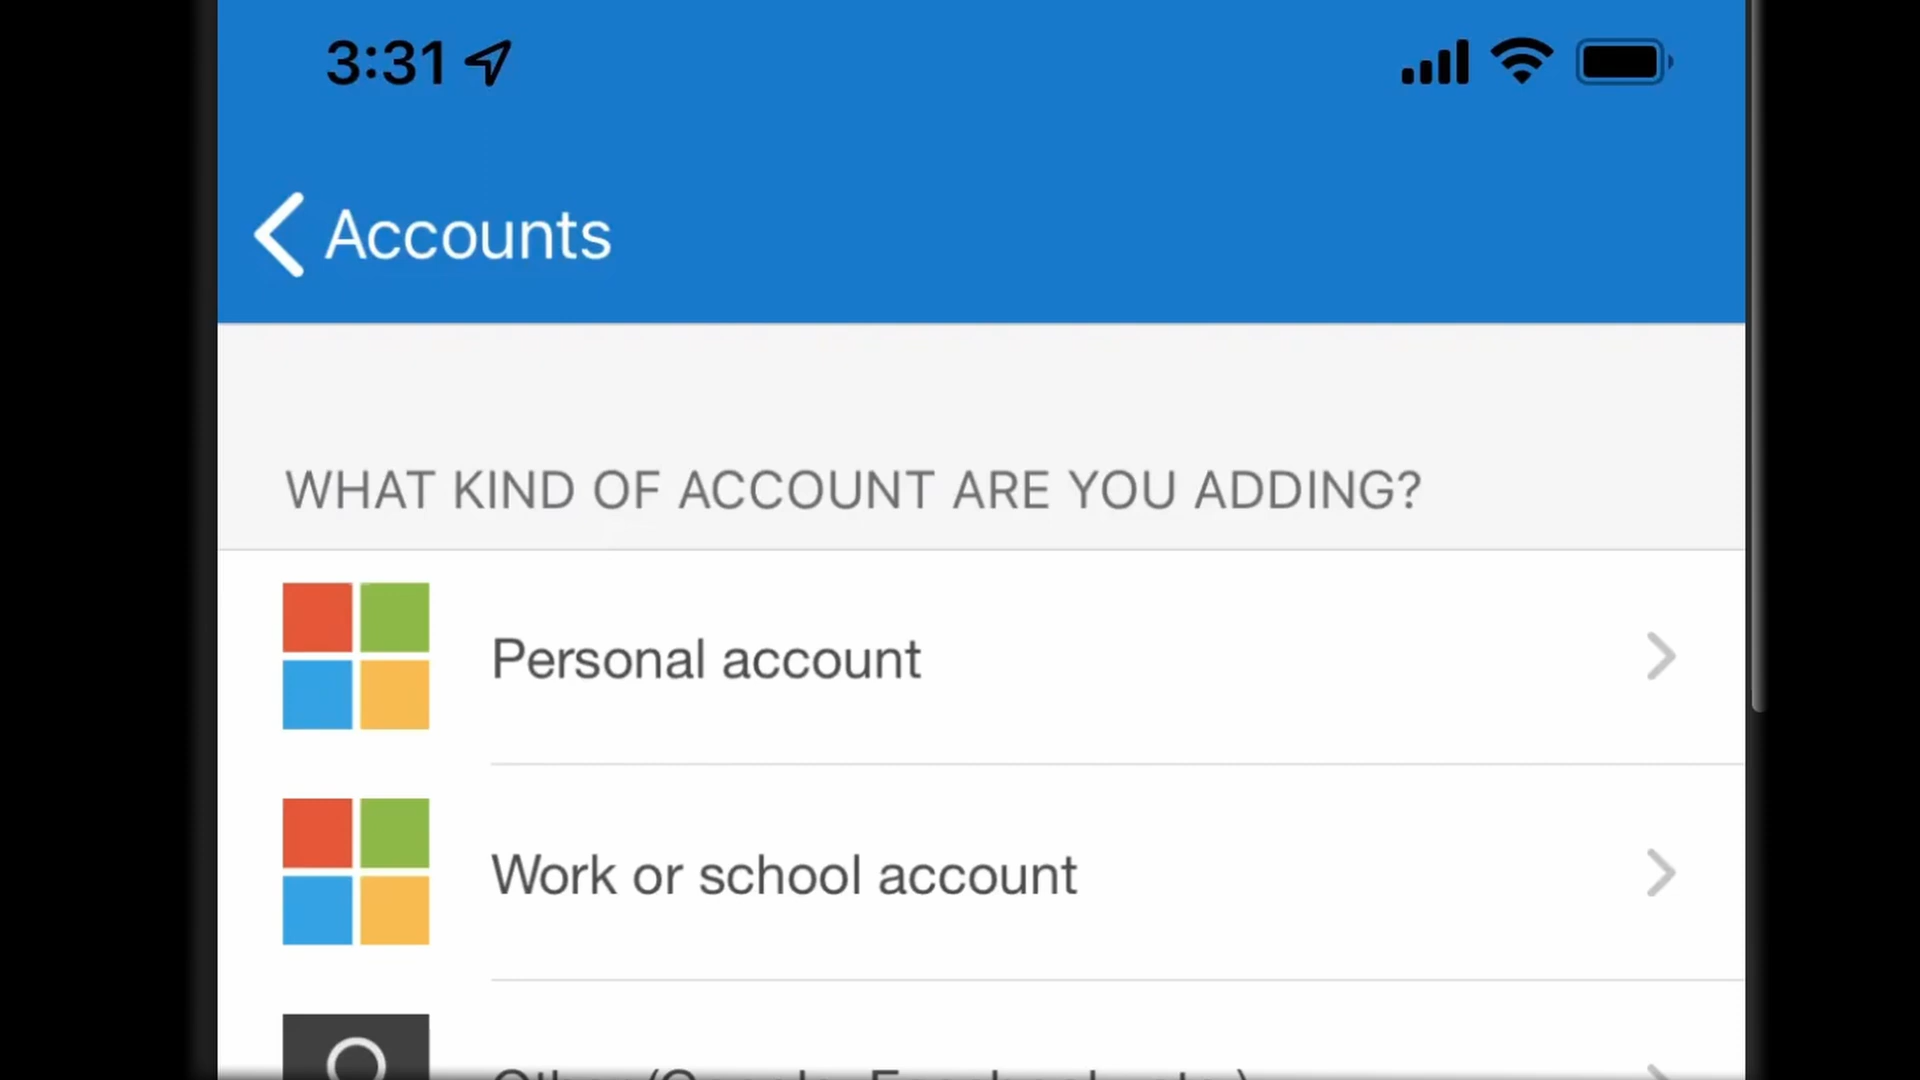 3:31
Accounts
WHAT KIND OF ACCOUNT ARE YOU ADDING?
Personal account
Work or school account